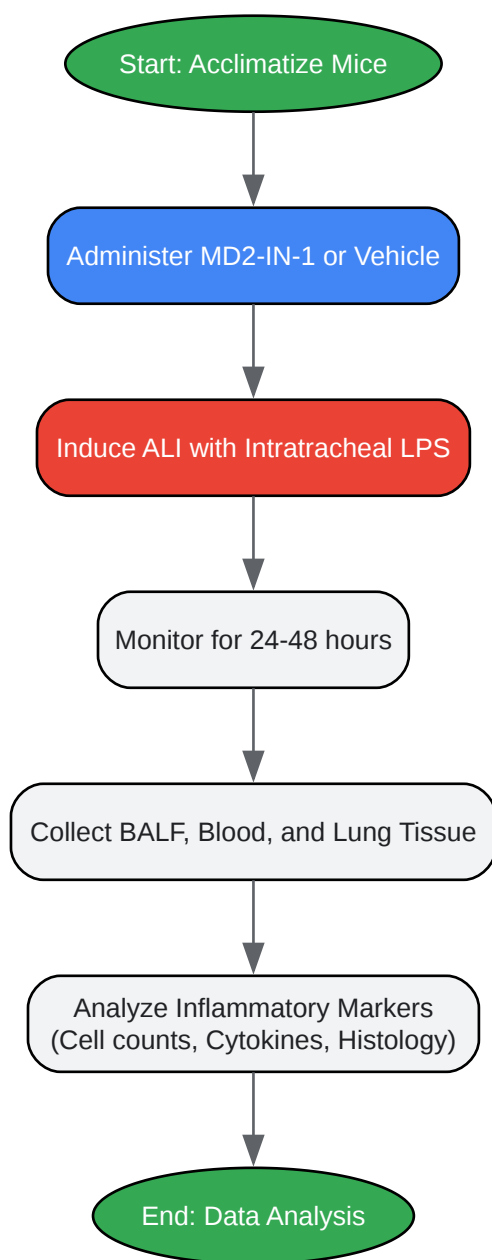 Start: Acclimatize Mice
Administer MD2-IN-1 or Vehicle
Induce ALI with Intratracheal LPS
Monitor for 24-48 hours
Collect BALF, Blood, and Lung Tissue
Analyze Inflammatory Markers
(Cell counts, Cytokines, Histology)
End: Data Analysis